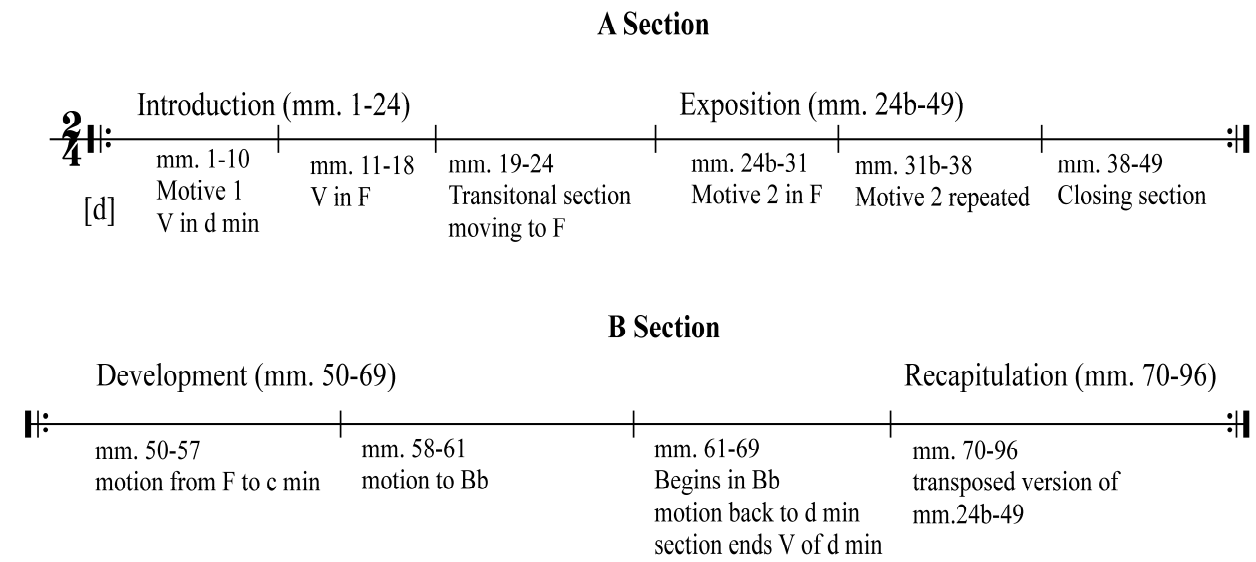 A Section
Introduction (mm. 1-24)
Exposition (mm. 24b-49)
2
4
[d]
mm. 1-10
Motive 1
V in d min
mm. 11-18
V in F
mm. 19-24
Transitonal section
moving to F
mm. 24b-31
Motive 2 in F
mm. 31b-38
Motive 2 repeated
mm. 38-49
Closing section
B Section
Development (mm. 50-69)
Recapitulation (mm. 70-96)
mm. 50-57
motion from F to c min
mm. 58-61
motion to Bb
mm. 61-69
Begins in Bb
motion back to d min
section ends V of d min
mm. 70-96
transposed version of
mm.24b-49